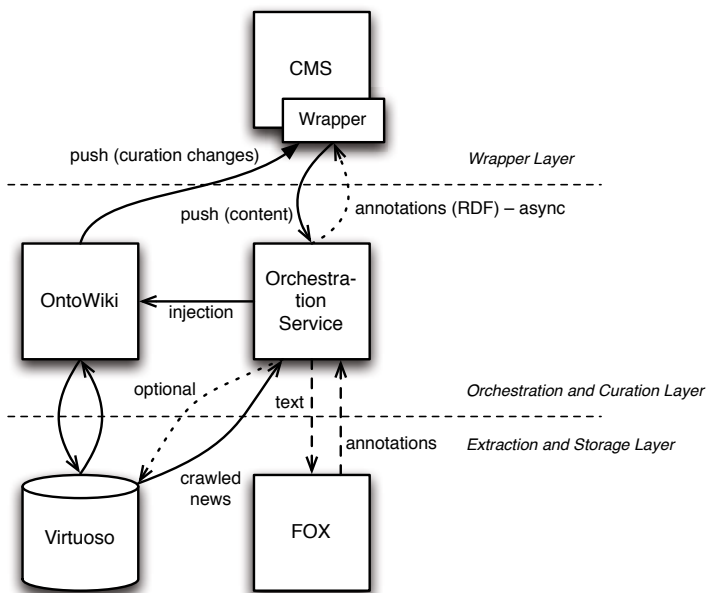 CMS
Wrapper
push (curation changes)
Wrapper Layer
push (content)
annotations (RDF) – async
OntoWiki
Orchestra-
tion
Service
injection
optional
text
Orchestration and Curation Layer
annotations
Extraction and Storage Layer
crawled
news
Virtuoso
FOX